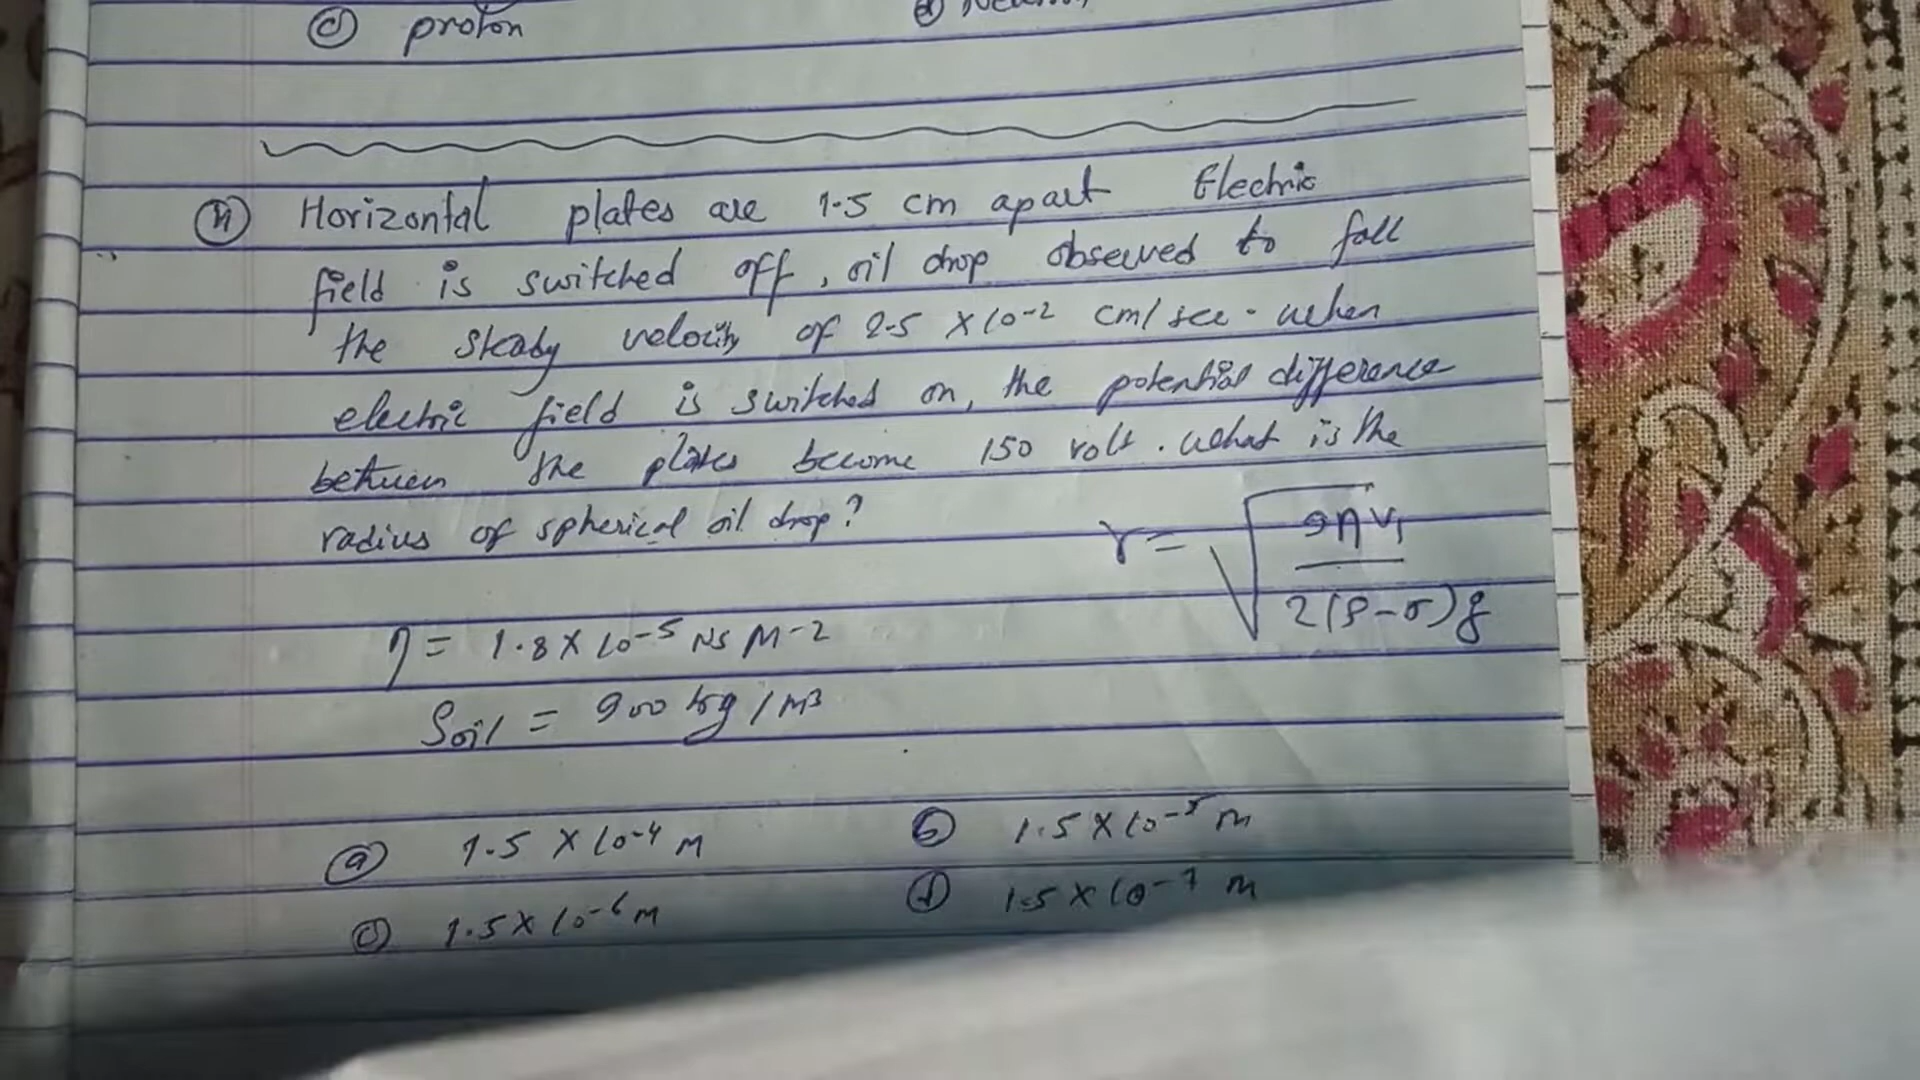 (c) proton
(d) Neutron
(4) Horizontal plates are 1.5 cm apart Electric
field is switched off, oil drop observed to fall
the steady velocity of 2.5 × 10-2 cm/sec. when
electric field is switched on, the potential difference
between the plates become 150 volt. what is the
radius of spherical oil drop?
r = √ 9ηv₁ / 2(ρ-σ)g
η = 1.8 × 10-5 Ns M-2
ρoil = 900 kg/m³
(a) 1.5 × 10-4 M
(b) 1.5 × 10-5 m
(c) 1.5 × 10-6 M
(d) 1.5 × 10-7 m